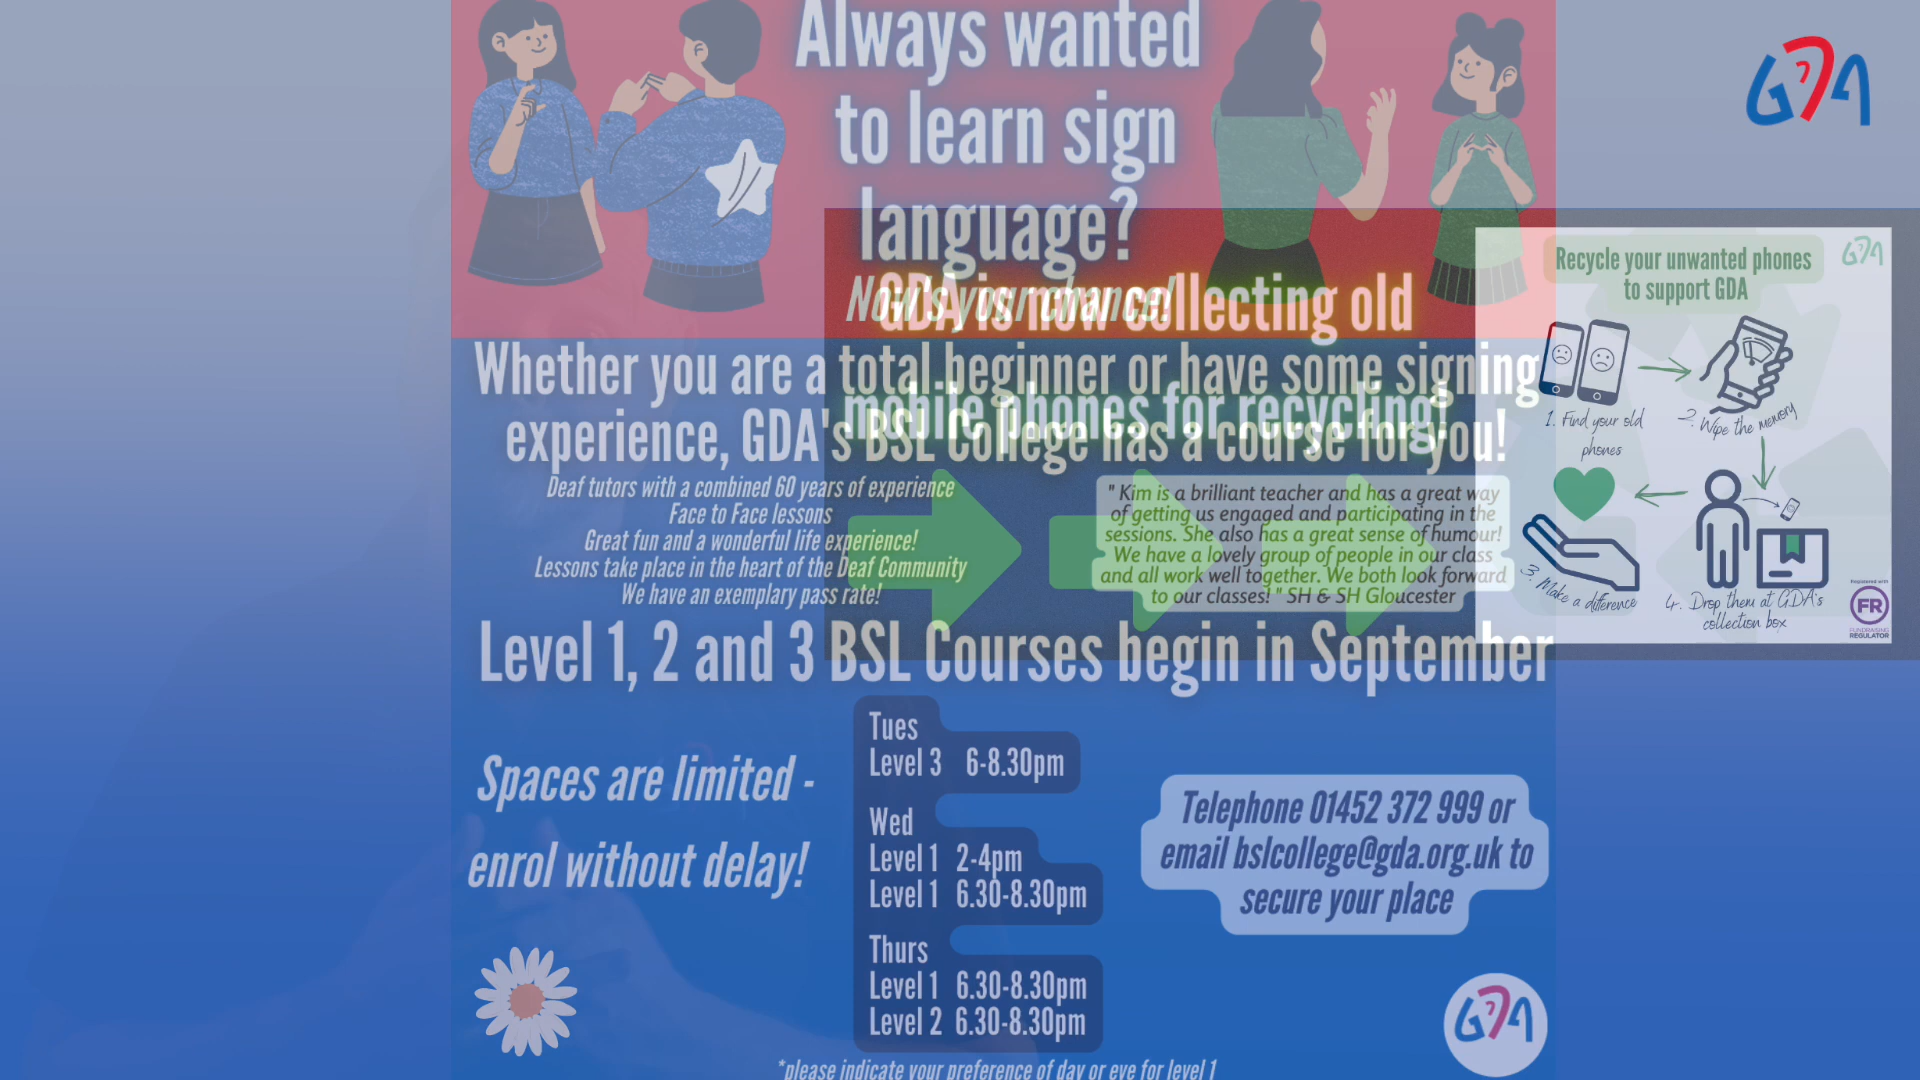 Always wanted
to learn sign
language?
Now's your chance!
Whether you are a total beginner or have some signing
experience, GDA's BSL College has a course for you!
Deaf tutors with a combined 60 years of experience
Face to Face lessons
Great fun and a wonderful life experience!
Lessons take place in the heart of the Deaf Community
We have an exemplary pass rate!
" Kim is a brilliant teacher and has a great way
of getting us engaged and participating in the
sessions. She also has a great sense of humour!
We have a lovely group of people in our class
and all work well together. We both look forward
to our classes! " SH & SH Gloucester
Level 1, 2 and 3 BSL Courses begin in September
Spaces are limited -
enrol without delay!
Tues
Level 3 6-8.30pm
Wed
Level 1 2-4pm
Level 1 6.30-8.30pm
Thurs
Level 1 6.30-8.30pm
Level 2 6.30-8.30pm
Telephone 01452 372 999 or
email bslcollege@gda.org.uk to
secure your place
*please indicate your preference of day or eve for level 1
GDA
GDA is now collecting old
mobile phones for recycling!
GDA
Recycle your unwanted phones
to support GDA
GDA
1. Find your old
phones
2. Wipe the memory
3. Make a difference
4. Drop them at GDA's
collection box
Registered with
FR
FUNDRAISING
REGULATOR